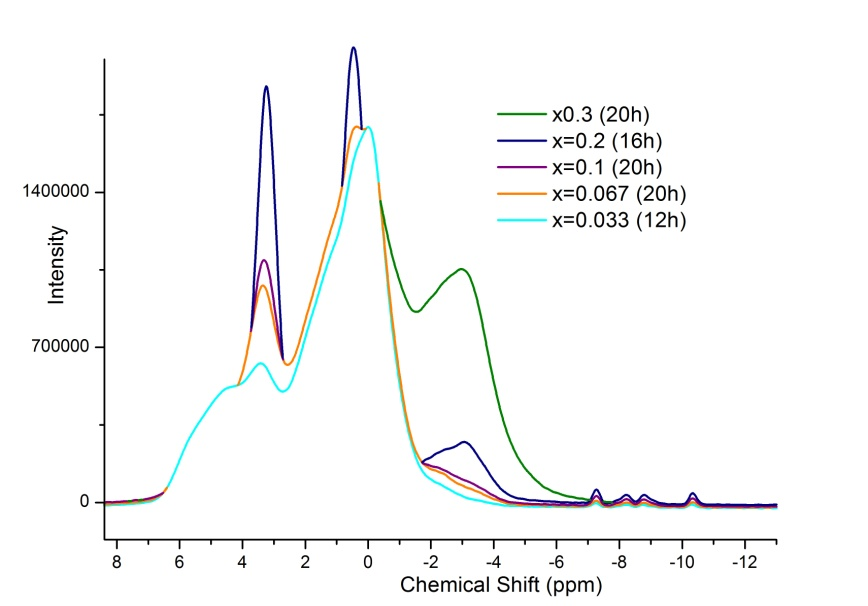 x0.3 (20h)
x=0.2 (16h)
x=0.1 (20h)
x=0.067 (20h)
x=0.033 (12h)
1400000
700000
0
Intensity
8 6 4 2 0 -2 -4 -6 -8 -10 -12
Chemical Shift (ppm)